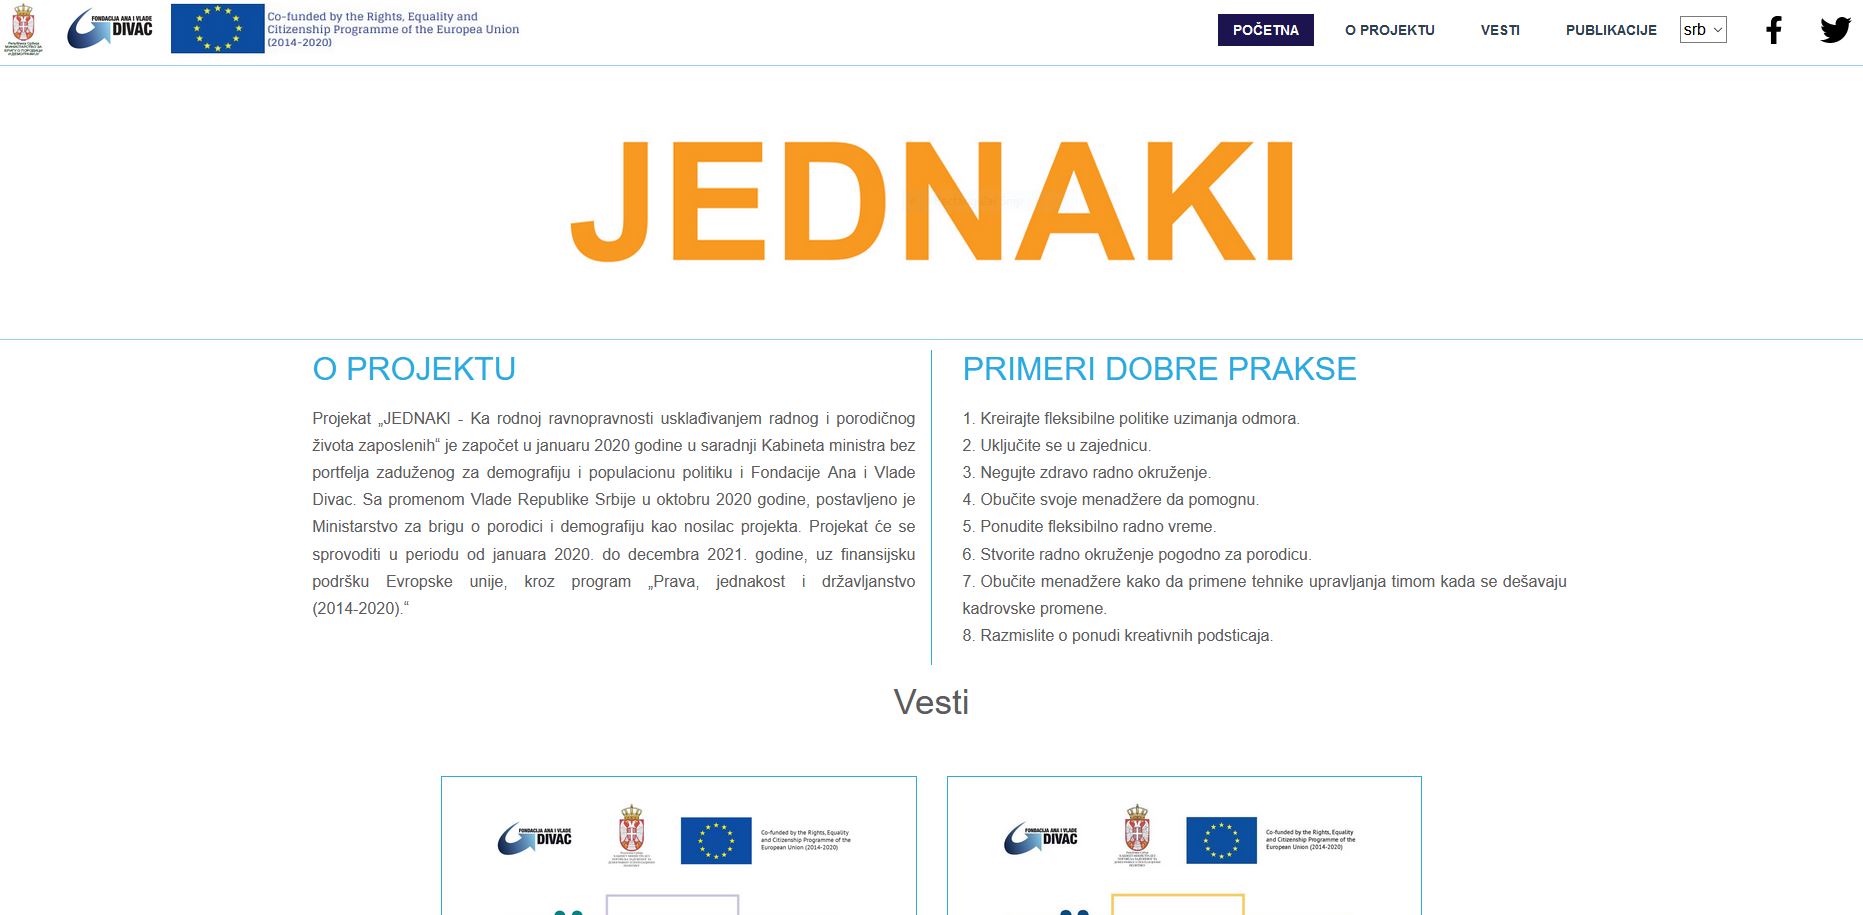 FONDACIJA ANA I VLADE
DIVAC
Co-funded by the Rights, Equality and
Citizenship Programme of the Europea Union
(2014-2020)
POČETNA
O PROJEKTU
VESTI
PUBLIKACIJE
srb
JEDNAKI
O PROJEKTU
Projekat „JEDNAKI - Ka rodnoj ravnopravnosti usklađivanjem radnog i porodičnog
života zaposlenih“ je započet u januaru 2020 godine u saradnji Kabineta ministra bez
portfelja zaduženog za demografiju i populacionu politiku i Fondacije Ana i Vlade
Divac. Sa promenom Vlade Republike Srbije u oktobru 2020 godine, postavljeno je
Ministarstvo za brigu o porodici i demografiju kao nosilac projekta. Projekat će se
sprovoditi u periodu od januara 2020. do decembra 2021. godine, uz finansijsku
podršku Evropske unije, kroz program „Prava, jednakost i državljanstvo
(2014-2020).“
PRIMERI DOBRE PRAKSE
1. Kreirajte fleksibilne politike uzimanja odmora.
2. Uključite se u zajednicu.
3. Negujte zdravo radno okruženje.
4. Obučite svoje menadžere da pomognu.
5. Ponudite fleksibilno radno vreme.
6. Stvorite radno okruženje pogodno za porodicu.
7. Obučite menadžere kako da primene tehnike upravljanja timom kada se dešavaju
kadrovske promene.
8. Razmislite o ponudi kreativnih podsticaja.
Vesti
FONDACIJA ANA I VLADE
DIVAC
Co-funded by the Rights, Equality
and Citizenship Programme of the
European Union (2014-2020)
FONDACIJA ANA I VLADE
DIVAC
Co-funded by the Rights, Equality
and Citizenship Programme of the
European Union (2014-2020)